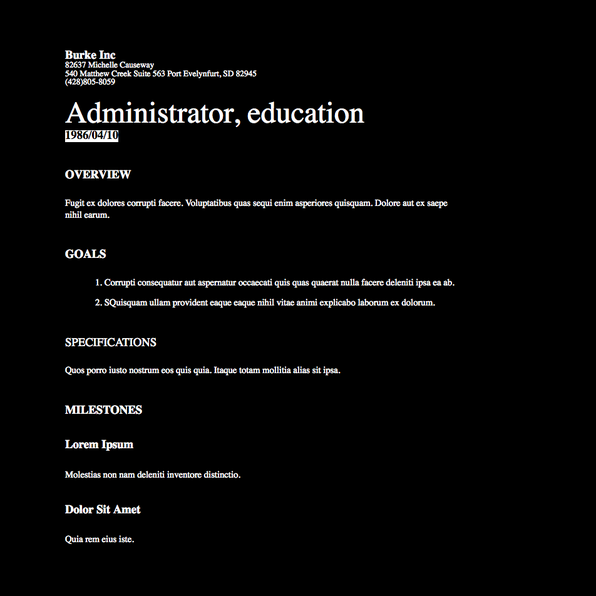 Burke Inc
82637 Michelle Causeway
540 Matthew Creek Suite 563 Port Evelynfurt, SD 82945
(428)805-8059
Administrator, education
1986/04/10
OVERVIEW
Fugit ex dolores corrupti facere. Voluptatibus quas sequi enim asperiores quisquam. Dolore aut ex saepe
nihil earum.
GOALS
1. Corrupti consequatur aut aspernatur occaecati quis quas quaerat nulla facere deleniti ipsa ea ab.
2. SQuisquam ullam provident eaque eaque nihil vitae animi explicabo laborum ex dolorum.
SPECIFICATIONS
Quos porro iusto nostrum eos quis quia. Itaque totam mollitia alias sit ipsa.
MILESTONES
Lorem Ipsum
Molestias non nam deleniti inventore distinctio.
Dolor Sit Amet
Quia rem eius iste.